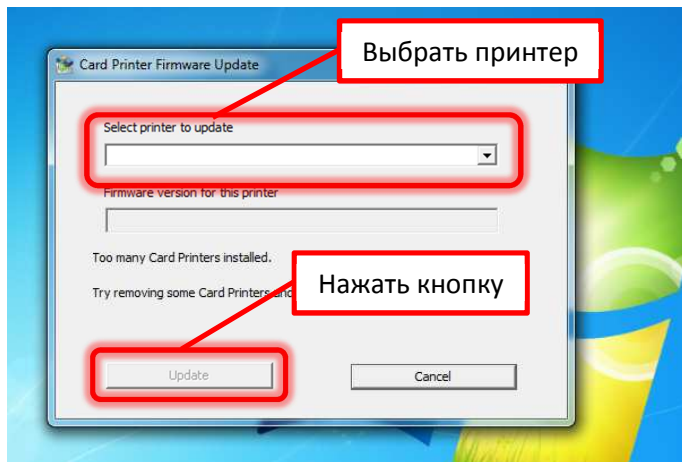 Выбрать принтер
Card Printer Firmware Update
Select printer to update
Firmware version for this printer
Too many Card Printers installed.
Нажать кнопку
Try removing some Card Printers and
Update
Cancel